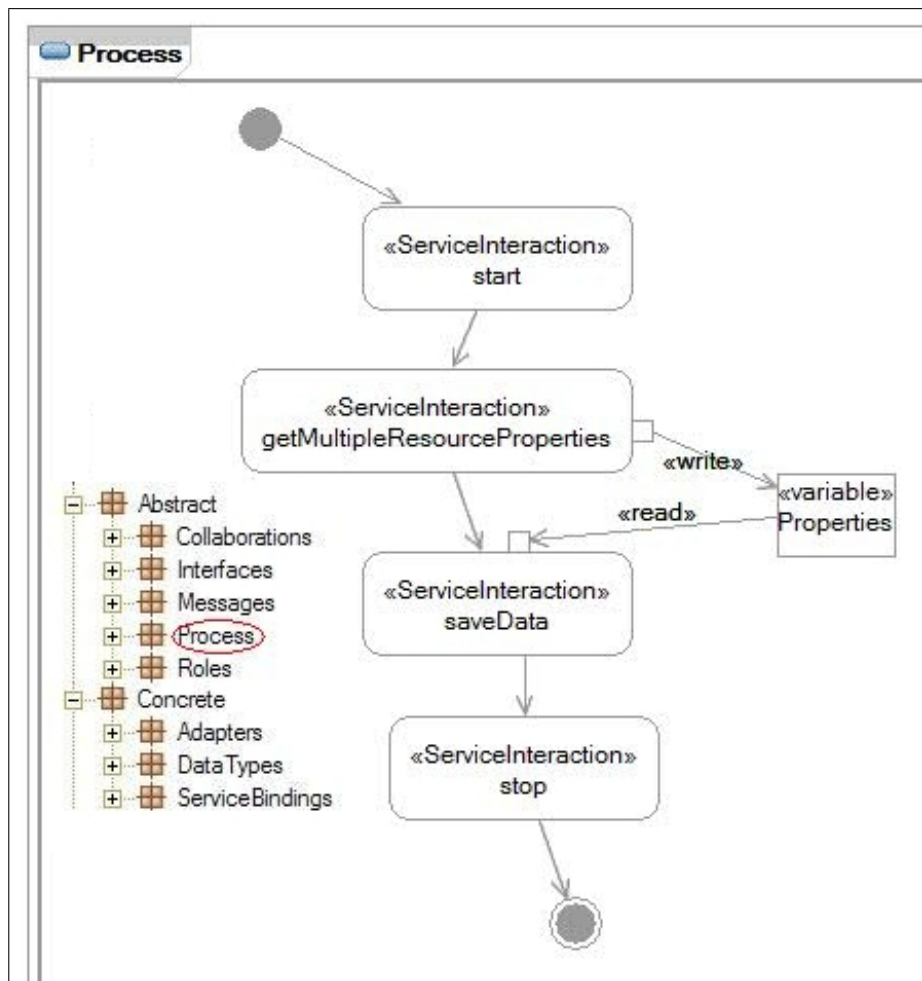 Process
«ServiceInteraction»
start
«ServiceInteraction»
getMultipleResourceProperties
«write»
«variable»
Properties
«read»
«ServiceInteraction»
saveData
«ServiceInteraction»
stop
Abstract
Collaborations
Interfaces
Messages
Process
Roles
Concrete
Adapters
DataTypes
ServiceBindings